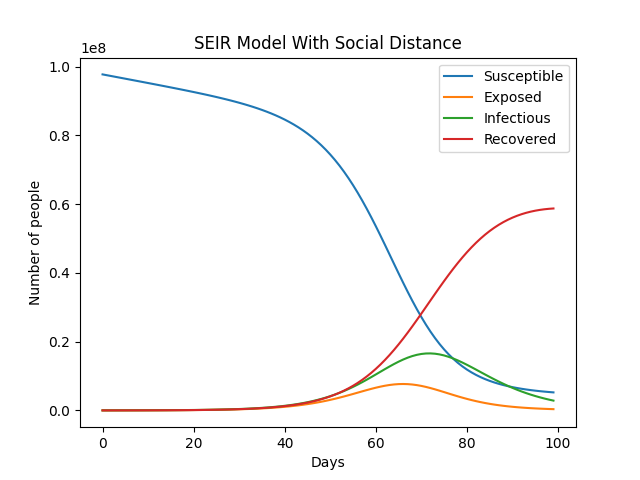 SEIR Model With Social Distance
1e8
1.0
0.8
0.6
0.4
0.2
0.0
Number of people
Susceptible
Exposed
Infectious
Recovered
0 20 40 60 80 100
Days